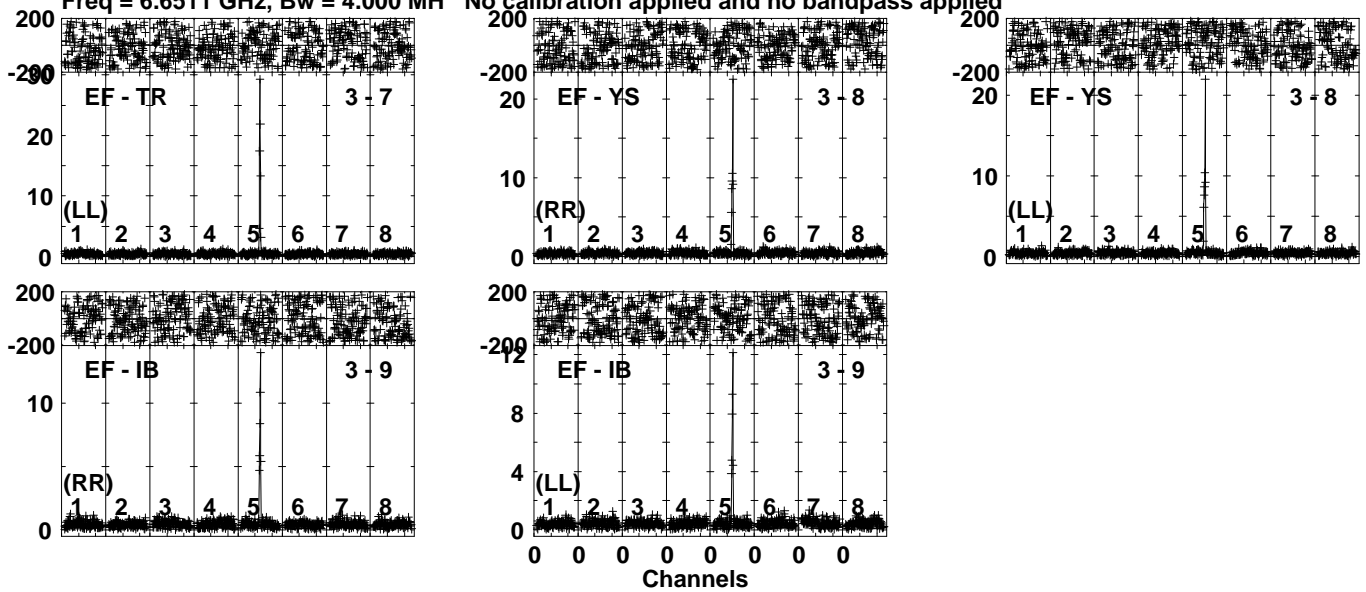 Freq = 6.6511 GHz, Bw = 4.000 MH No calibration applied and no bandpass applied
200
-200
30
20
10
0
EF - TR 3 - 7
(LL)
1 2 3 4 5 6 7 8
200
-200
20
10
0
EF - YS 3 - 8
(RR)
1 2 3 4 5 6 7 8
200
-200
20
10
0
EF - YS 3 - 8
(LL)
1 2 3 4 5 6 7 8
200
-200
10
0
EF - IB 3 - 9
(RR)
1 2 3 4 5 6 7 8
200
-200
12
8
4
0
EF - IB 3 - 9
(LL)
1 2 3 4 5 6 7 8
0 0 0 0 0 0 0 0
Channels